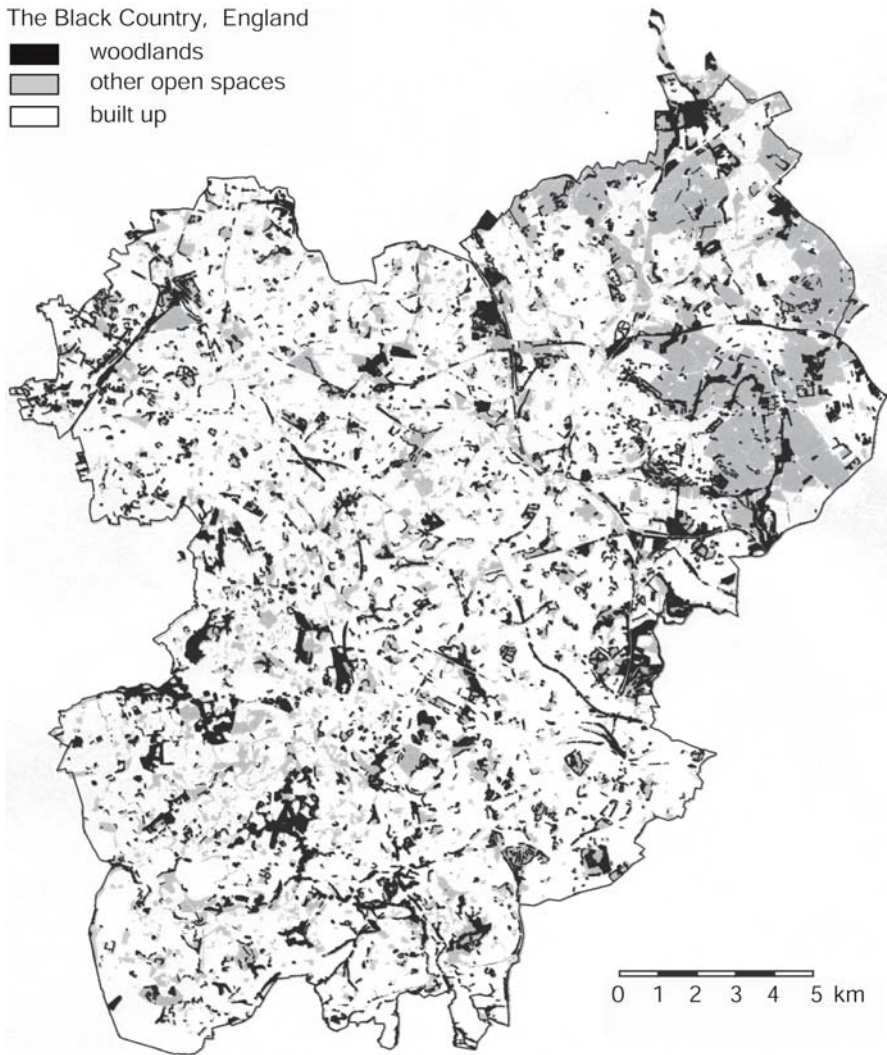 The Black Country, England
woodlands
other open spaces
built up
0 1 2 3 4 5 km